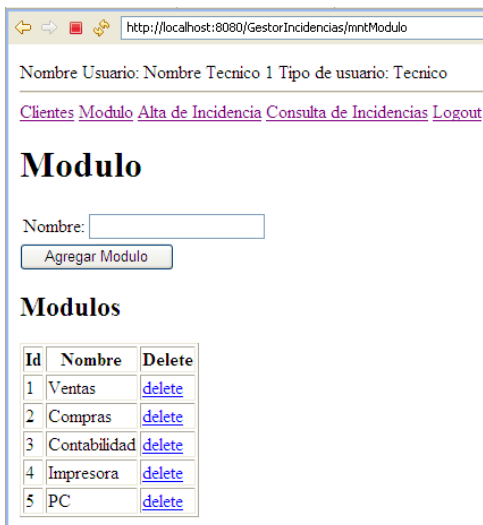 http://localhost:8080/GestorIncidencias/mntModulo
Nombre Usuario: Nombre Tecnico 1 Tipo de usuario: Tecnico
Clientes Modulo Alta de Incidencia Consulta de Incidencias Logout
Modulo
Nombre:
Agregar Modulo
Modulos
Id Nombre Delete
1 Ventas delete
2 Compras delete
3 Contabilidad delete
4 Impresora delete
5 PC delete